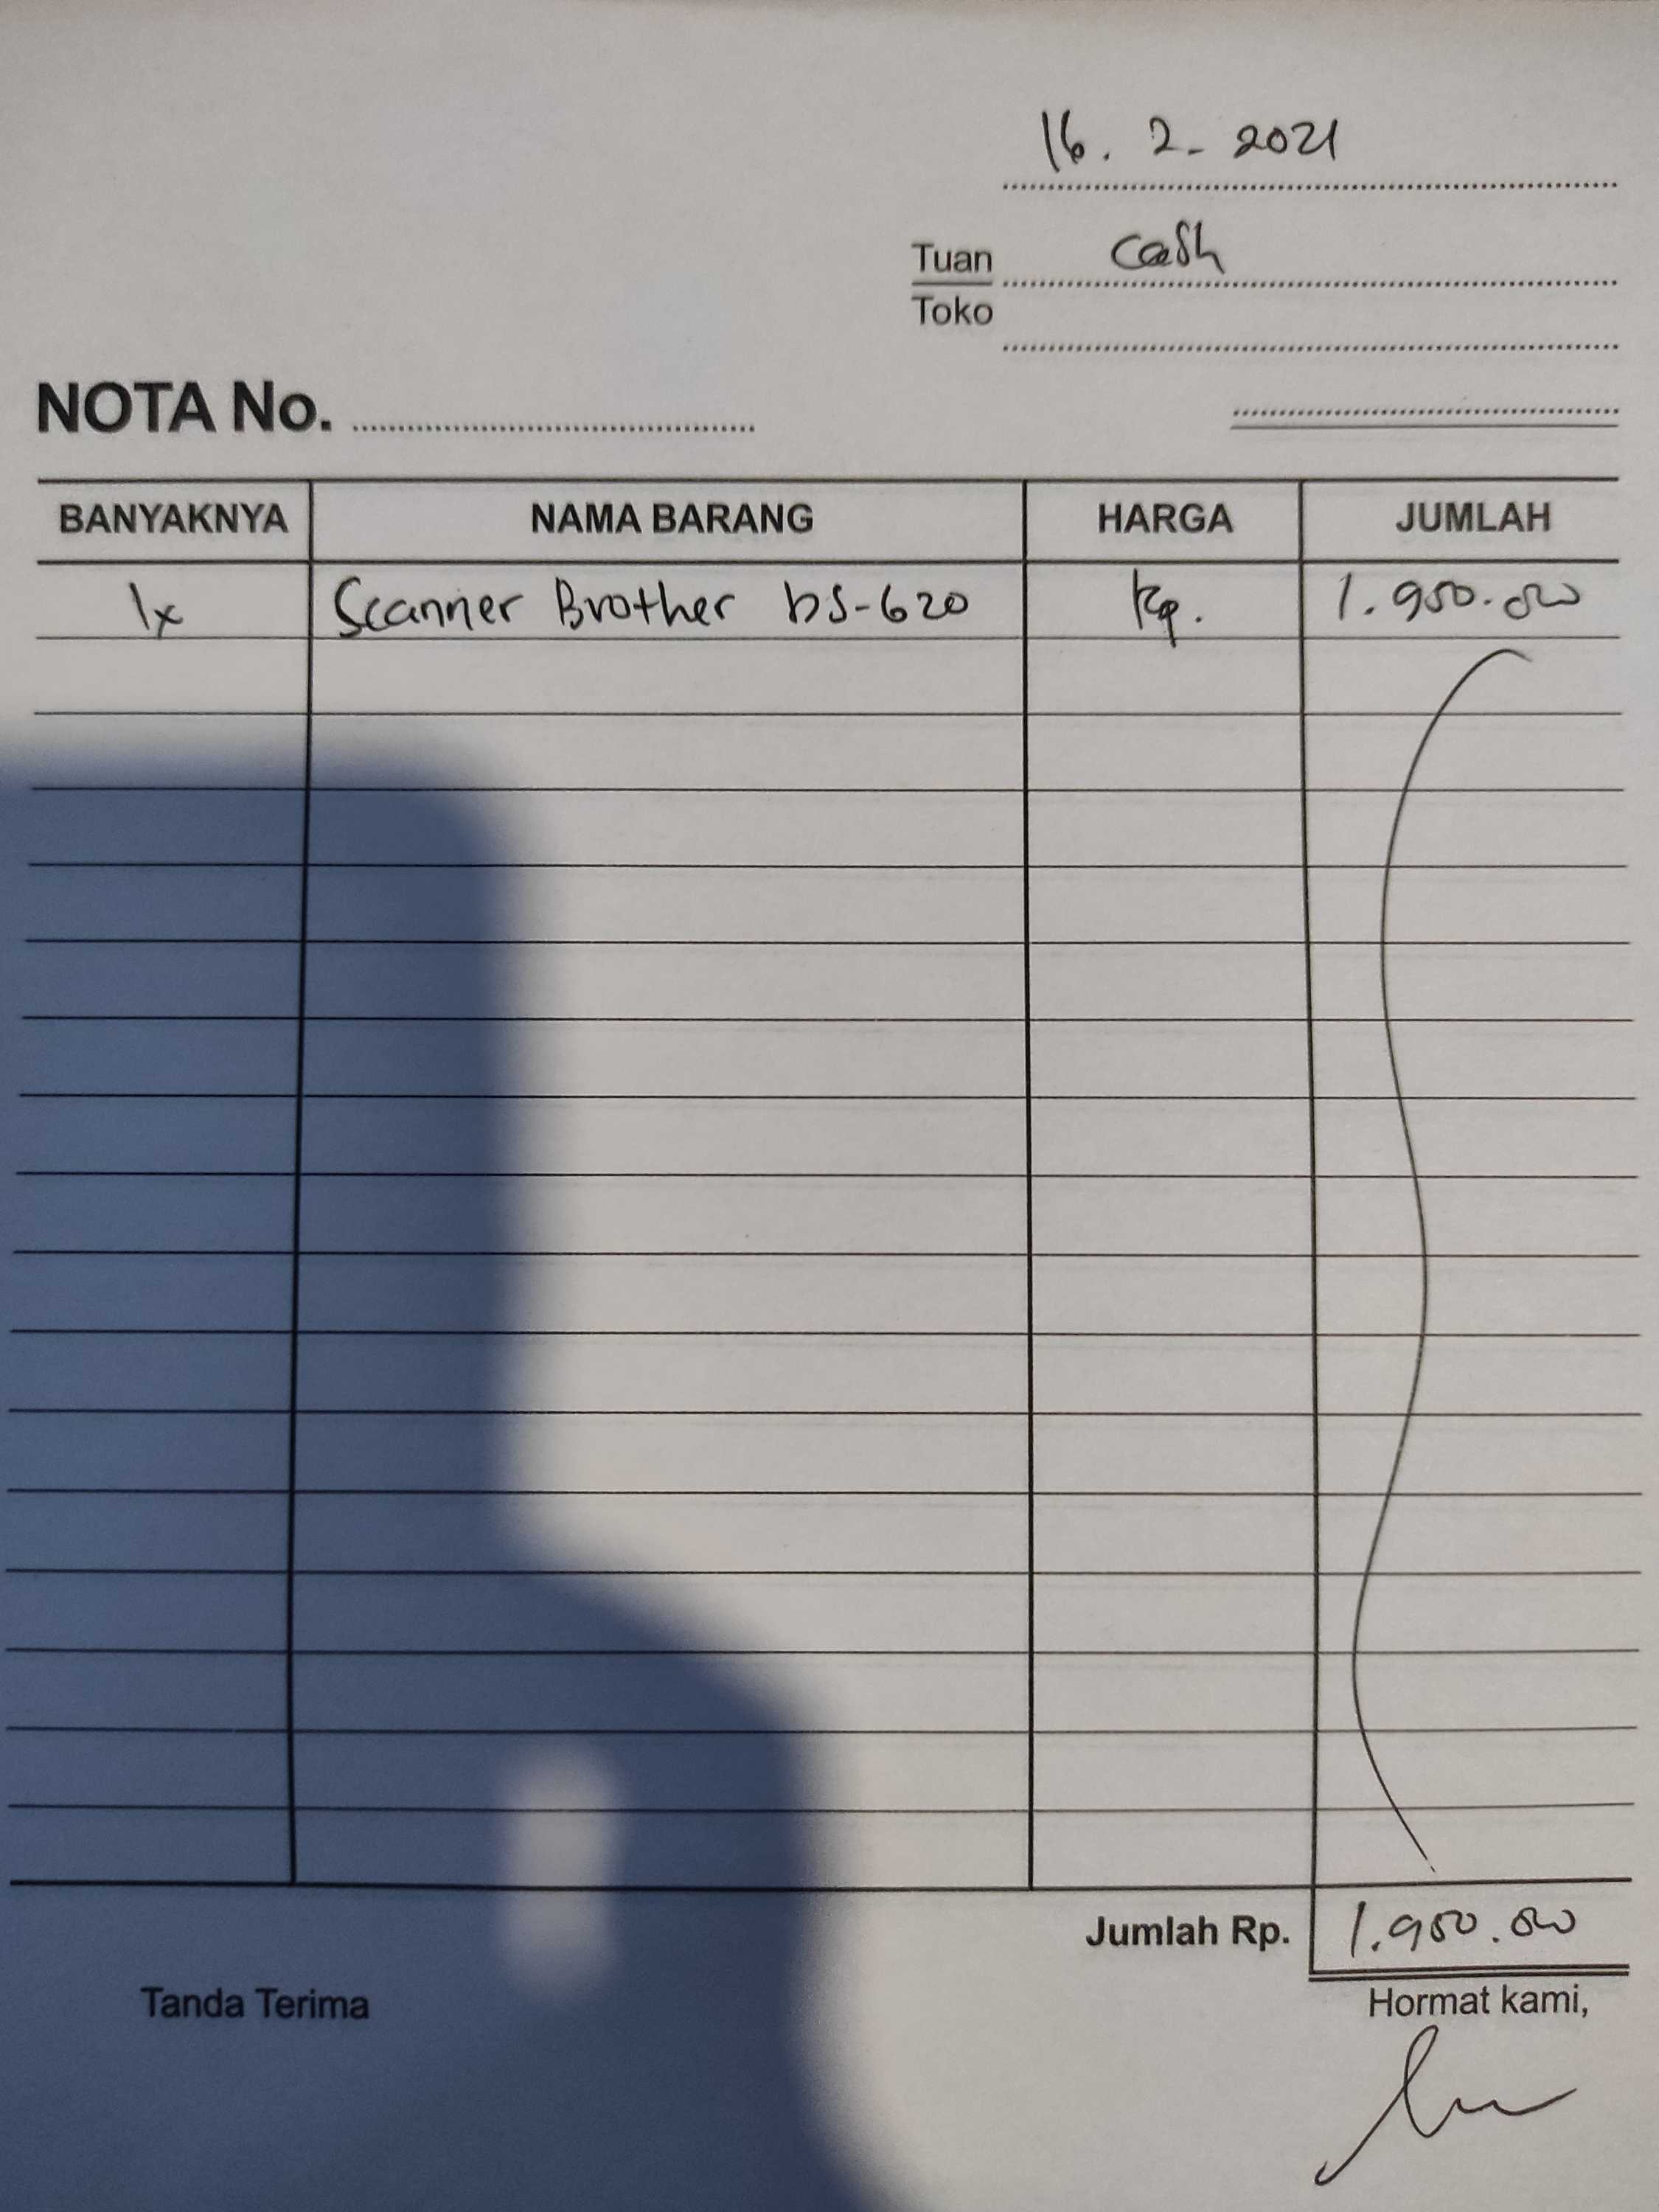 16. 2- 2021
Tuan cash
Toko
NOTA No.
BANYAKNYA NAMA BARANG HARGA JUMLAH
1x Scanner Brother DS-620 Rp. 1.950.000
Jumlah Rp. 1.950.000
Tanda Terima Hormat kami,